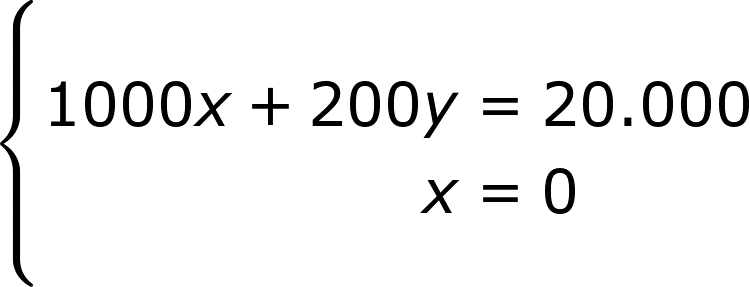 1000x + 200y = 20.000
x = 0